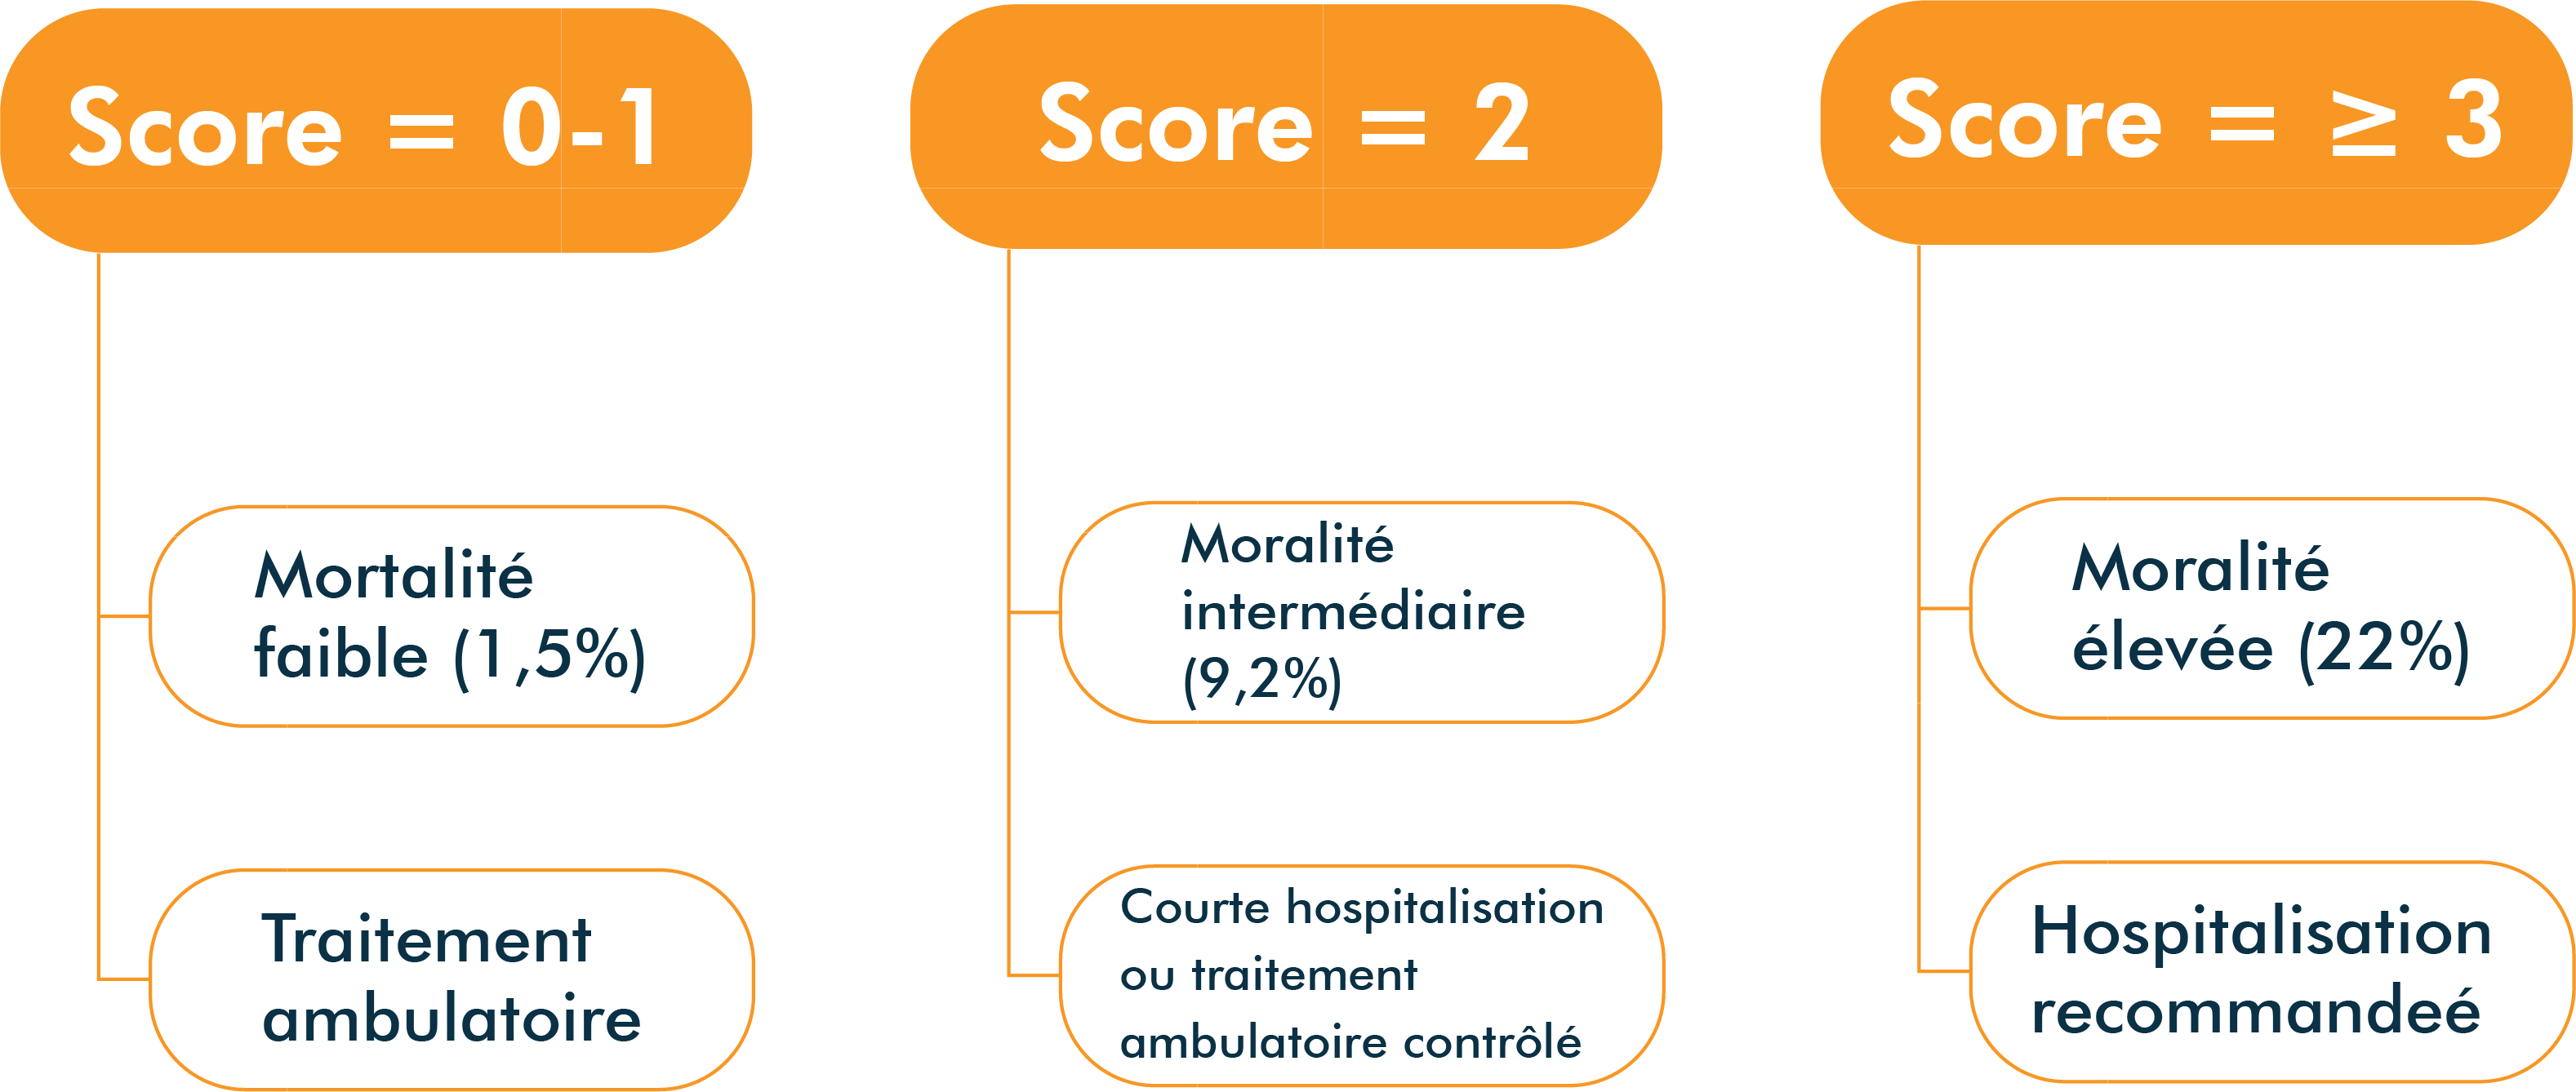 Score = 0-1
Mortalité
faible (1,5%)
Traitement
ambulatoire
Score = 2
Moralité
intermédiaire
(9,2%)
Courte hospitalisation
ou traitement
ambulatoire contrôlé
Score = ≥ 3
Moralité
élevée (22%)
Hospitalisation
recommandeé